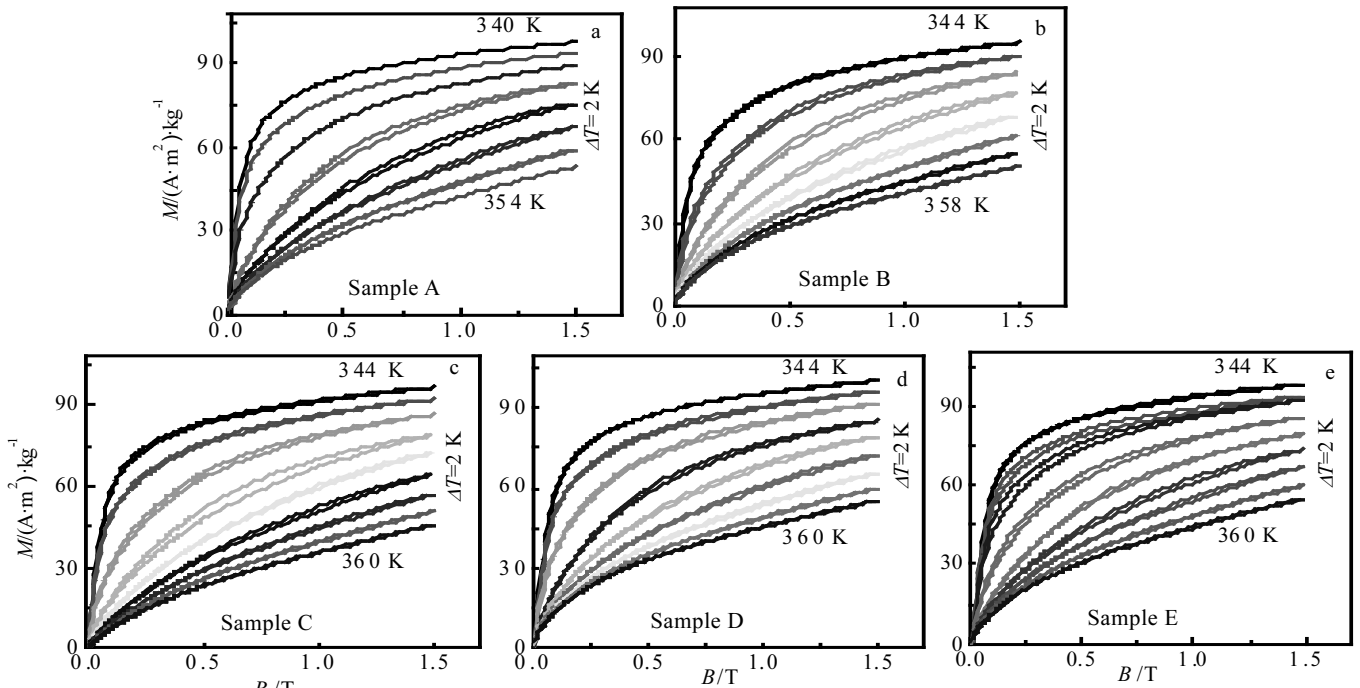 340 K
a
90
60
30
0
M/(A·m²)·kg⁻¹
ΔT=2 K
354 K
Sample A
0.0 0.5 1.0 1.5
344 K
b
90
60
30
0
ΔT=2 K
358 K
Sample B
0.0 0.5 1.0 1.5
344 K
c
90
60
30
0
M/(A·m²)·kg⁻¹
ΔT=2 K
360 K
Sample C
0.0 0.5 1.0 1.5
B/T
344 K
d
90
60
30
0
ΔT=2 K
360 K
Sample D
0.0 0.5 1.0 1.5
B/T
344 K
e
90
60
30
0
ΔT=2 K
360 K
Sample E
0.0 0.5 1.0 1.5
B/T